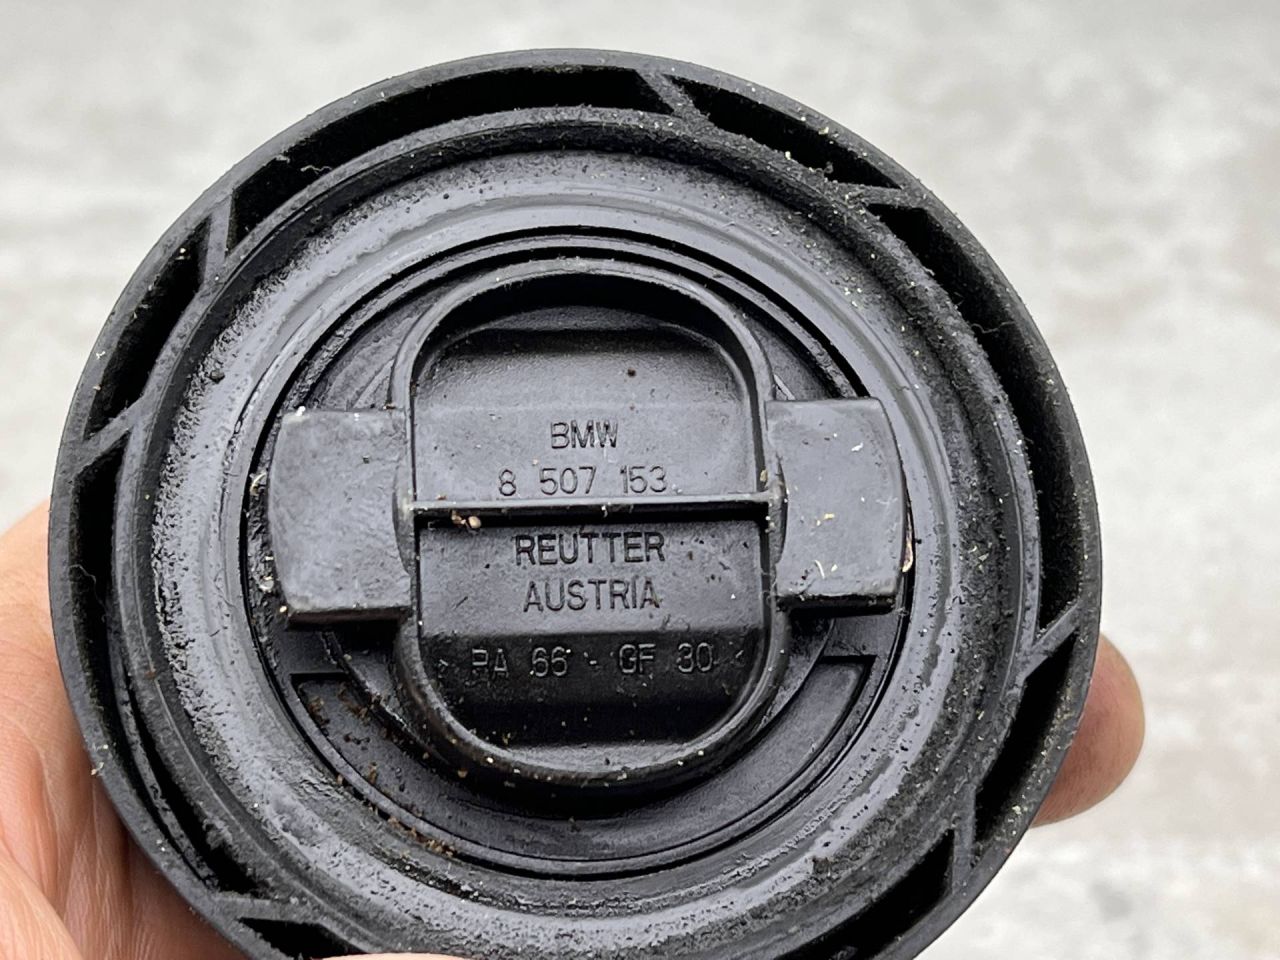 BMW
8 507 153
REUTTER
AUSTRIA
> PA 66 - GF 30 <